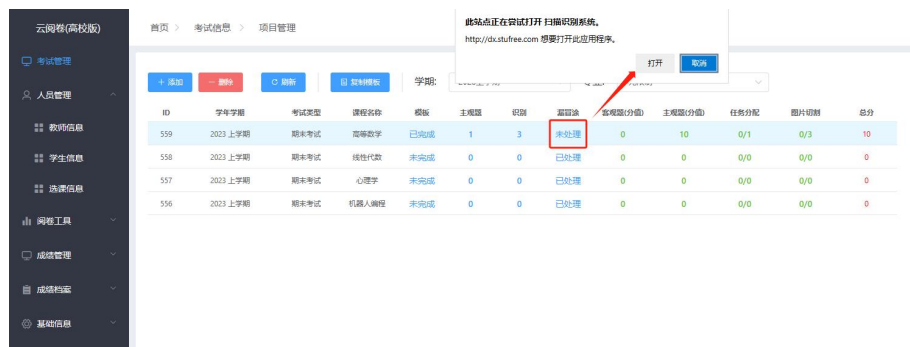 云阅卷(高校版)
首页 > 考试信息 > 项目管理
此站点正在尝试打开 扫描识别系统。
http://dx.stufree.com 想要打开此应用程序。
打开 取消
考试管理
人员管理
教师信息
学生信息
选课信息
阅卷工具
成绩管理
成绩档案
基础信息
+ 添加 − 删除 刷新 复制模板 学期:
ID 学年学期 考试类型 课程名称 模板 主观题 识别 漏冒涂 客观题(分值) 主观题(分值) 任务分配 图片切割 总分
559 2023 上学期 期末考试 高等数学 已完成 1 3 未处理 0 10 0/1 0/3 10
558 2023 上学期 期末考试 线性代数 未完成 0 0 已处理 0 0 0/0 0/0 0
557 2023 上学期 期末考试 心理学 未完成 0 0 已处理 0 0 0/0 0/0 0
556 2023 上学期 期末考试 机器人编程 未完成 0 0 已处理 0 0 0/0 0/0 0